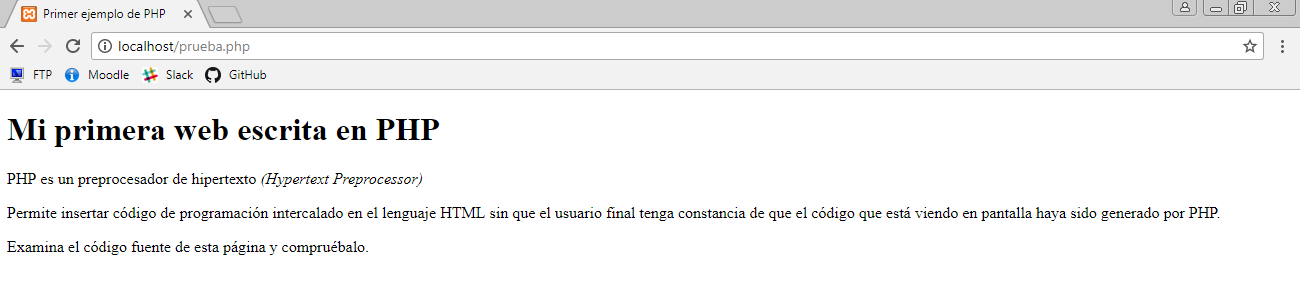 Primer ejemplo de PHP
localhost/prueba.php
FTP Moodle Slack GitHub
Mi primera web escrita en PHP
PHP es un preprocesador de hipertexto (Hypertext Preprocessor)
Permite insertar código de programación intercalado en el lenguaje HTML sin que el usuario final tenga constancia de que el código que está viendo en pantalla haya sido generado por PHP.
Examina el código fuente de esta página y compruébalo.